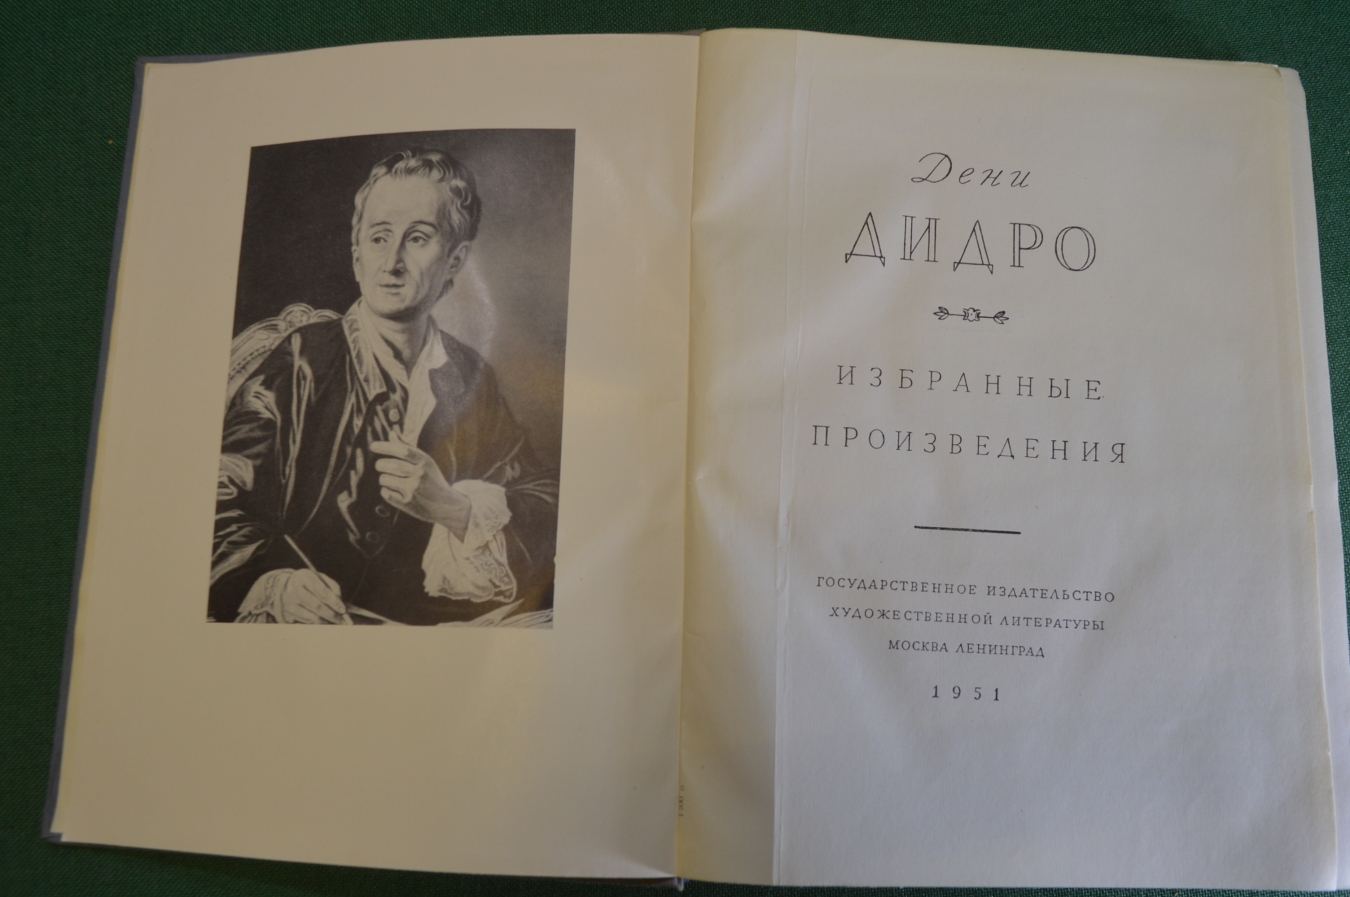 Дени
ДИДРО
ИЗБРАННЫЕ
ПРОИЗВЕДЕНИЯ
ГОСУДАРСТВЕННОЕ ИЗДАТЕЛЬСТВО
ХУДОЖЕСТВЕННОЙ ЛИТЕРАТУРЫ
МОСКВА ЛЕНИНГРАД
1951